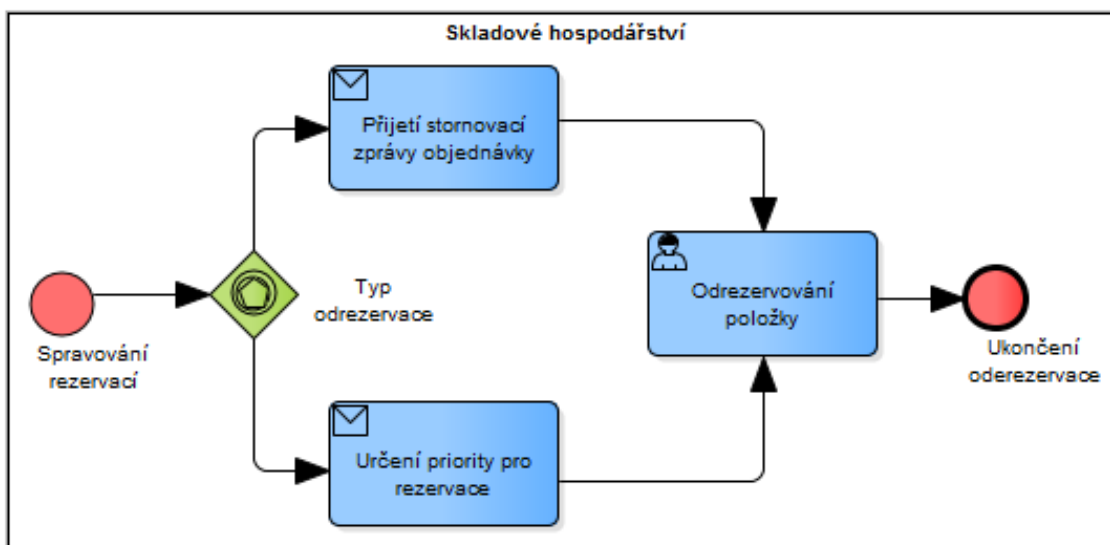 Skladové hospodářství
Přijetí stornovací
zprávy objednávky
Typ
odrezervace
Spravování
rezervací
Odrezervování
položky
Ukončení
oderezervace
Určení priority pro
rezervace